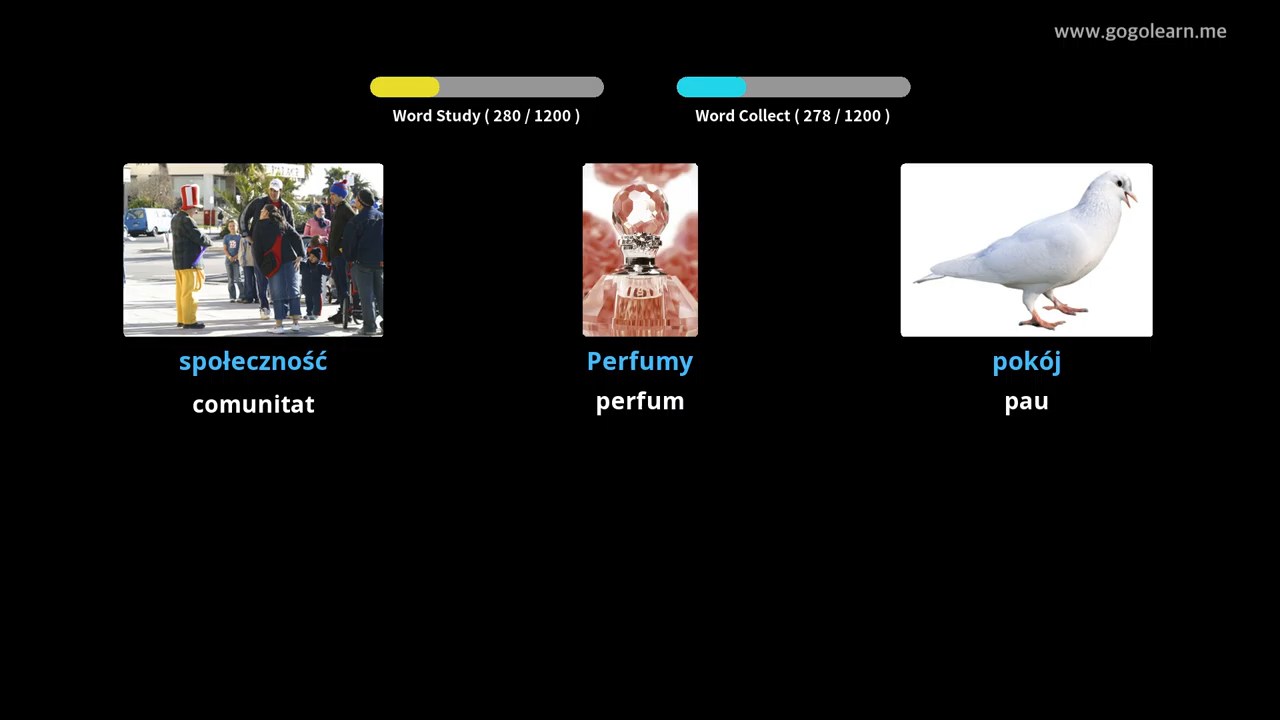 www.gogolearn.me
Word Study ( 280 / 1200 )
Word Collect ( 278 / 1200 )
społeczność
Perfumy
pokój
comunitat
perfum
pau